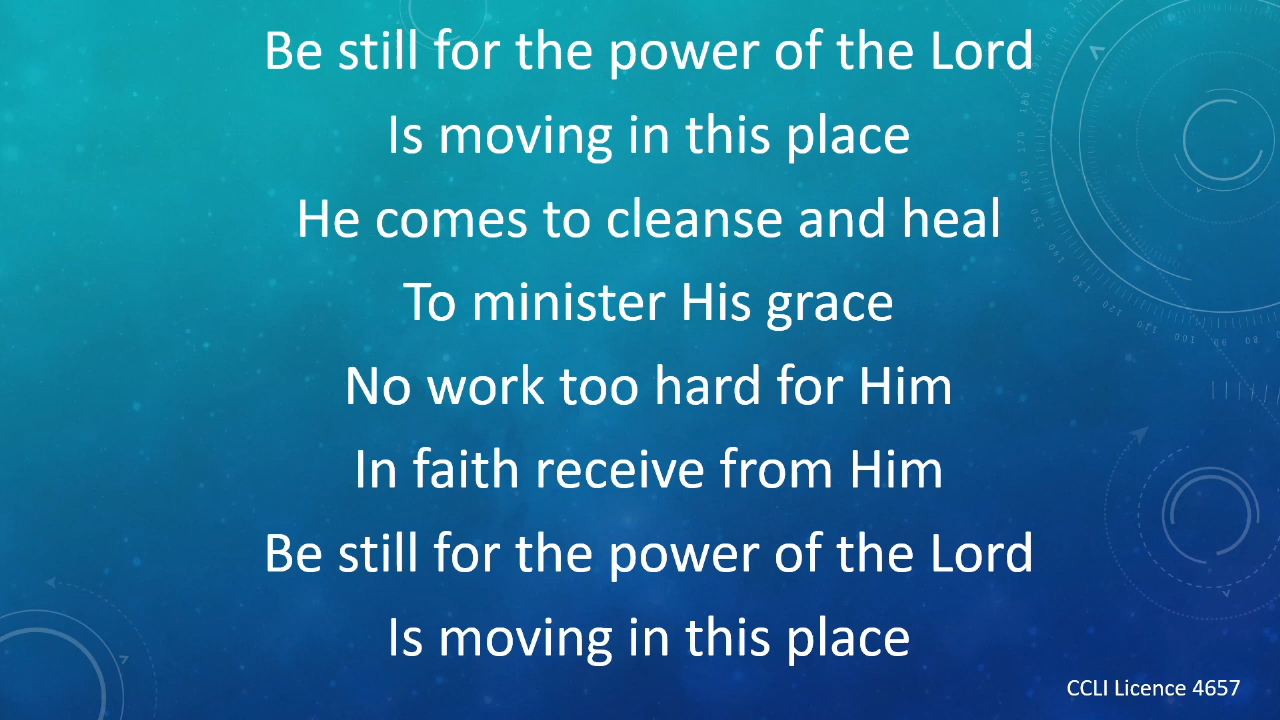 Be still for the power of the Lord
Is moving in this place
He comes to cleanse and heal
To minister His grace
No work too hard for Him
In faith receive from Him
Be still for the power of the Lord
Is moving in this place
CCLI Licence 4657